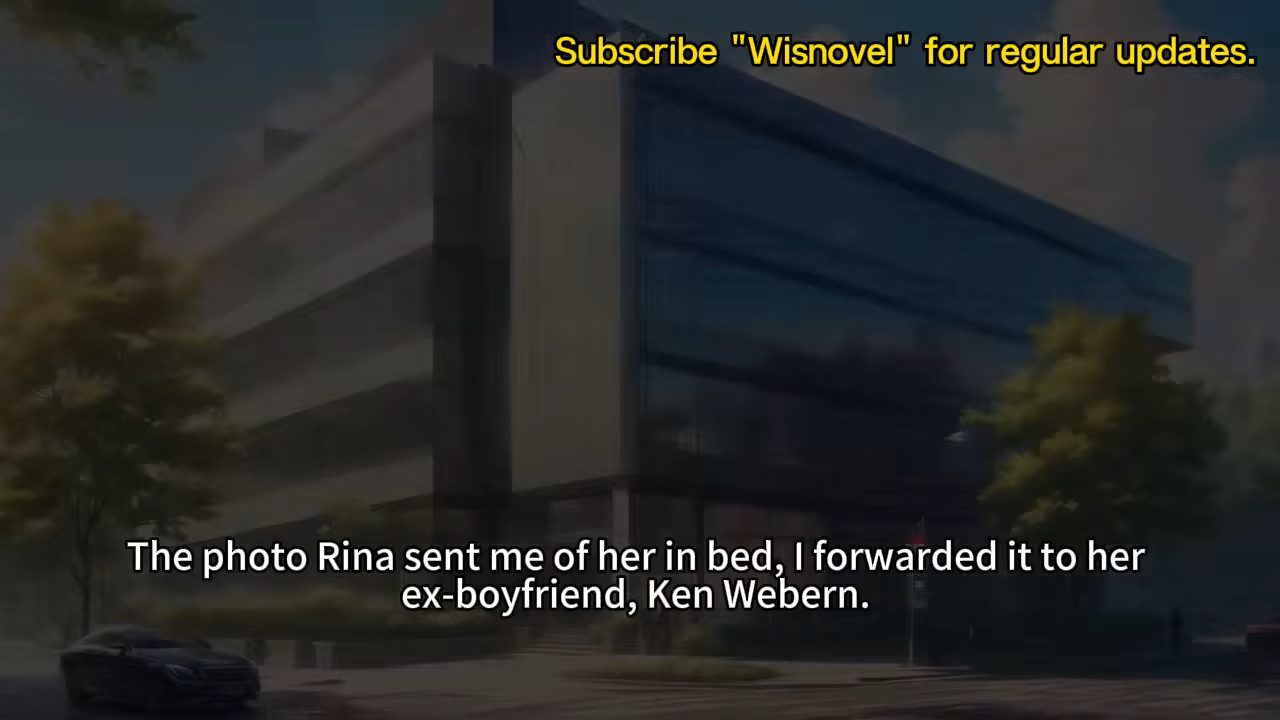 Subscribe "Wisnovel" for regular updates.
The photo Rina sent me of her in bed, I forwarded it to her
ex-boyfriend, Ken Webern.